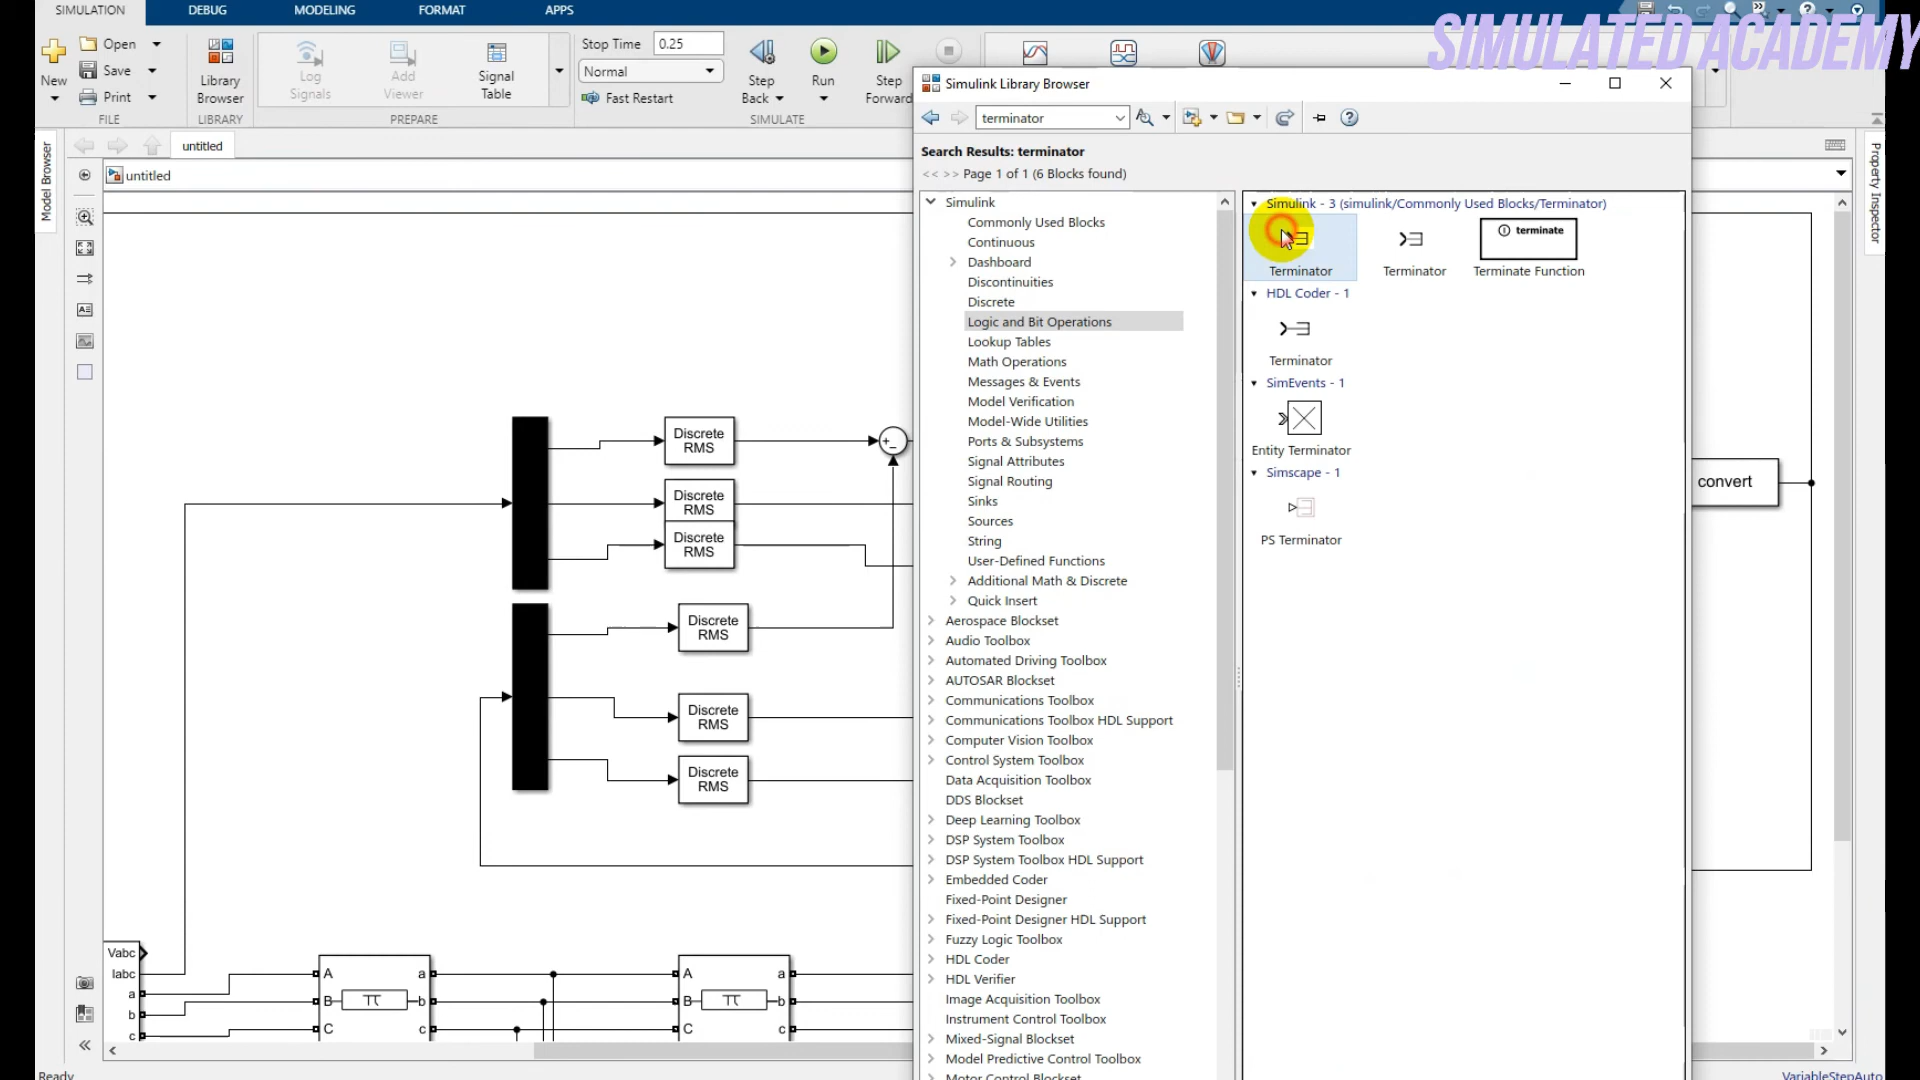 SIMULATION DEBUG MODELING FORMAT APPS
SIMULATED ACADEMY
New
Open
Save
Print
FILE
Library
Browser
LIBRARY
Log
Signals
Add
Viewer
Signal
Table
PREPARE
Stop Time 0.25
Normal
Fast Restart
Step
Back
Run
Step
Forward
SIMULATE
Model Browser
untitled
untitled
Property Inspector
Simulink Library Browser
terminator
Search Results: terminator
<< >> Page 1 of 1 (6 Blocks found)
Simulink
Commonly Used Blocks
Continuous
Dashboard
Discontinuities
Discrete
Logic and Bit Operations
Lookup Tables
Math Operations
Messages & Events
Model Verification
Model-Wide Utilities
Ports & Subsystems
Signal Attributes
Signal Routing
Sinks
Sources
String
User-Defined Functions
Additional Math & Discrete
Quick Insert
Aerospace Blockset
Audio Toolbox
Automated Driving Toolbox
AUTOSAR Blockset
Communications Toolbox
Communications Toolbox HDL Support
Computer Vision Toolbox
Control System Toolbox
Data Acquisition Toolbox
DDS Blockset
Deep Learning Toolbox
DSP System Toolbox
DSP System Toolbox HDL Support
Embedded Coder
Fixed-Point Designer
Fixed-Point Designer HDL Support
Fuzzy Logic Toolbox
HDL Coder
HDL Verifier
Image Acquisition Toolbox
Instrument Control Toolbox
Mixed-Signal Blockset
Model Predictive Control Toolbox
Motor Control Blockset
Simulink - 3 (simulink/Commonly Used Blocks/Terminator)
terminate
Terminator Terminator Terminate Function
HDL Coder - 1
Terminator
SimEvents - 1
Entity Terminator
Simscape - 1
PS Terminator
convert
Discrete
RMS
Discrete
RMS
Discrete
RMS
Discrete
RMS
Discrete
RMS
Discrete
RMS
Vabc
Iabc
a
b
c
A a
B b
C c
A a
B b
C c
Ready
VariableStepAuto